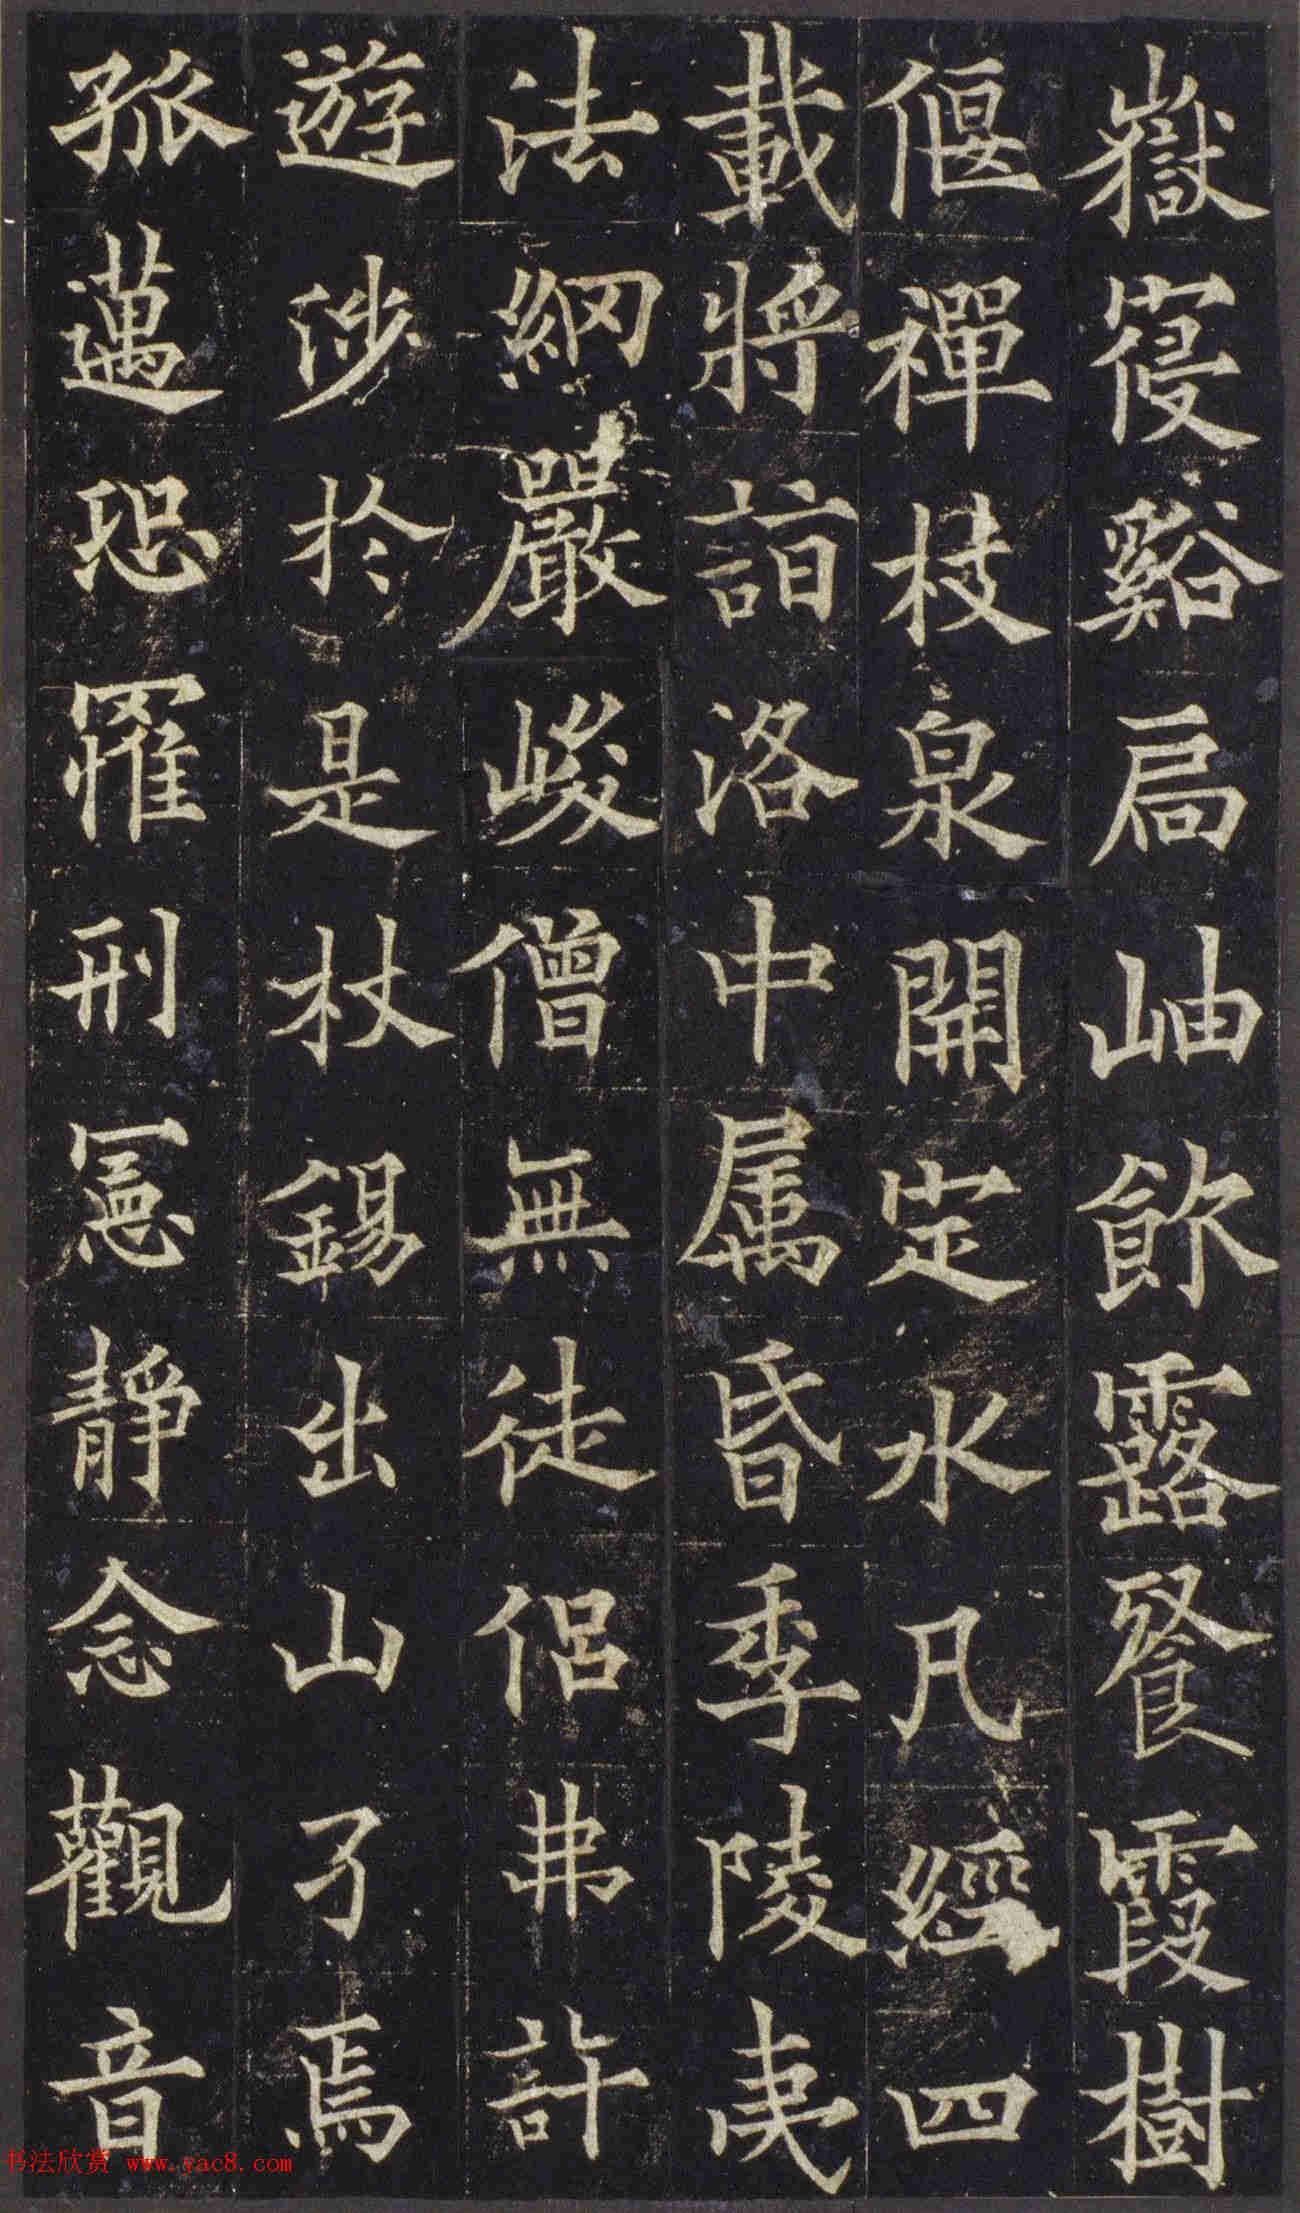 嶽寑谿扃岫飲露餐霞樹
偃禪枝泉開定水凡經四
載將詣洛中属昏季陵夷
法網嚴峻僧無徒侶弗許
遊涉於是杖錫出山了焉
孤邁恐罹刑憲靜念觀音
书法欣赏 www.yac8.com